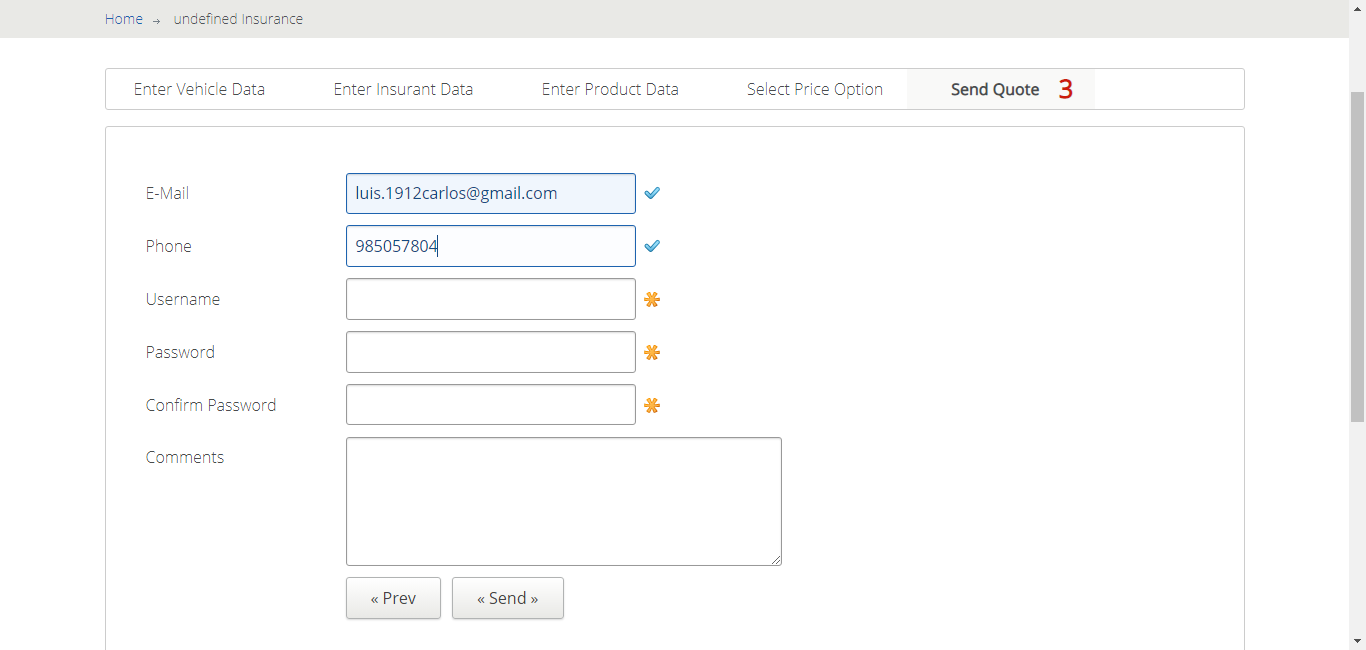 Home → undefined Insurance
Enter Vehicle Data Enter Insurant Data Enter Product Data Select Price Option Send Quote 3
E-Mail luis.1912carlos@gmail.com
Phone 985057804
Username
Password
Confirm Password
Comments
« Prev « Send »